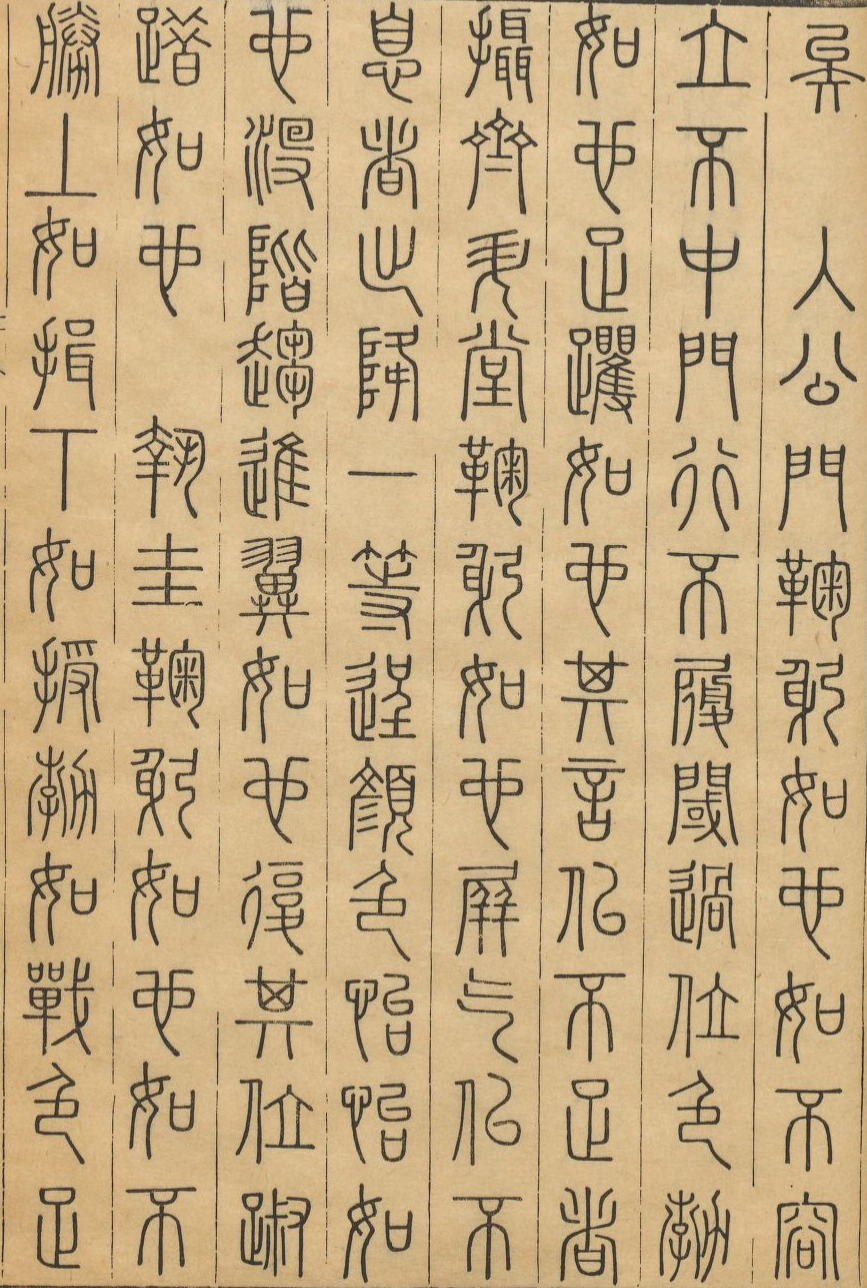 矣　入公門鞠躬如也如不容
立不中門行不履閾過位色勃
如也足躩如也其言似不足者
攝齊升堂鞠躬如也屏气似不
息者出降一等逞顏色怡怡如
也沒階趨進翼如也復其位踧
踖如也　執圭鞠躬如也如不
勝上如揖下如授勃如戰色足